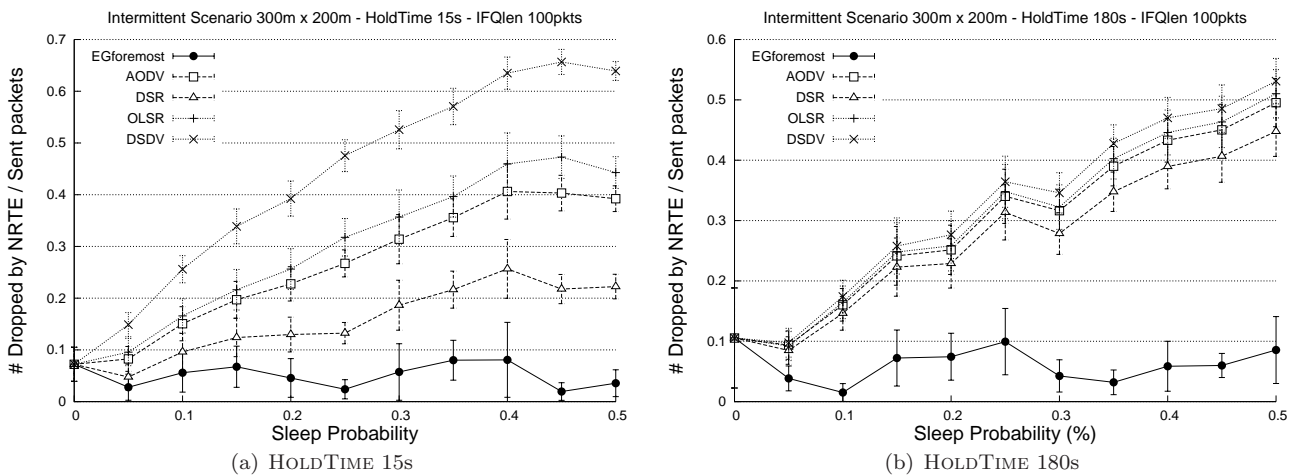 Intermittent Scenario 300m x 200m - HoldTime 15s - IFQlen 100pkts
# Dropped by NRTE / Sent packets
0.7
0.6
0.5
0.4
0.3
0.2
0.1
0
EGforemost
AODV
DSR
OLSR
DSDV
0 0.1 0.2 0.3 0.4 0.5
Sleep Probability
(a) HOLDTIME 15s
Intermittent Scenario 300m x 200m - HoldTime 180s - IFQlen 100pkts
# Dropped by NRTE / Sent packets
0.6
0.5
0.4
0.3
0.2
0.1
0
EGforemost
AODV
DSR
OLSR
DSDV
0 0.1 0.2 0.3 0.4 0.5
Sleep Probability (%)
(b) HOLDTIME 180s